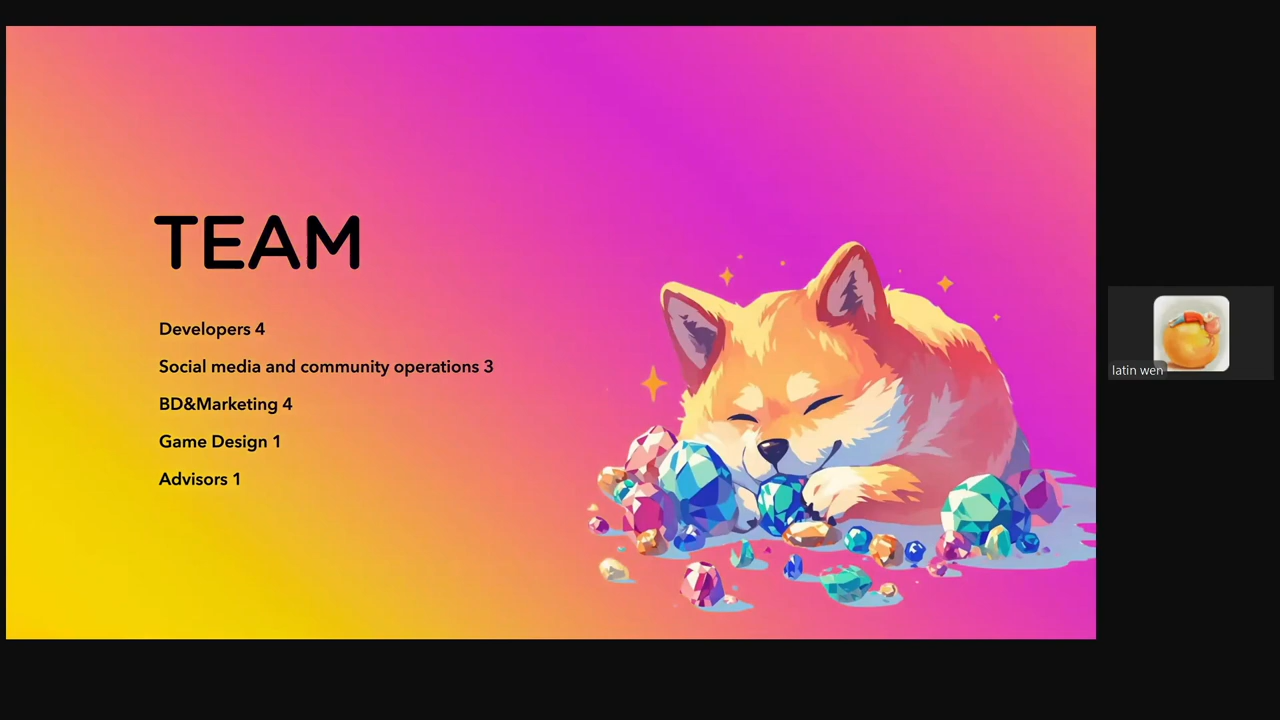 TEAM
Developers 4
Social media and community operations 3
BD&Marketing 4
Game Design 1
Advisors 1
latin wen